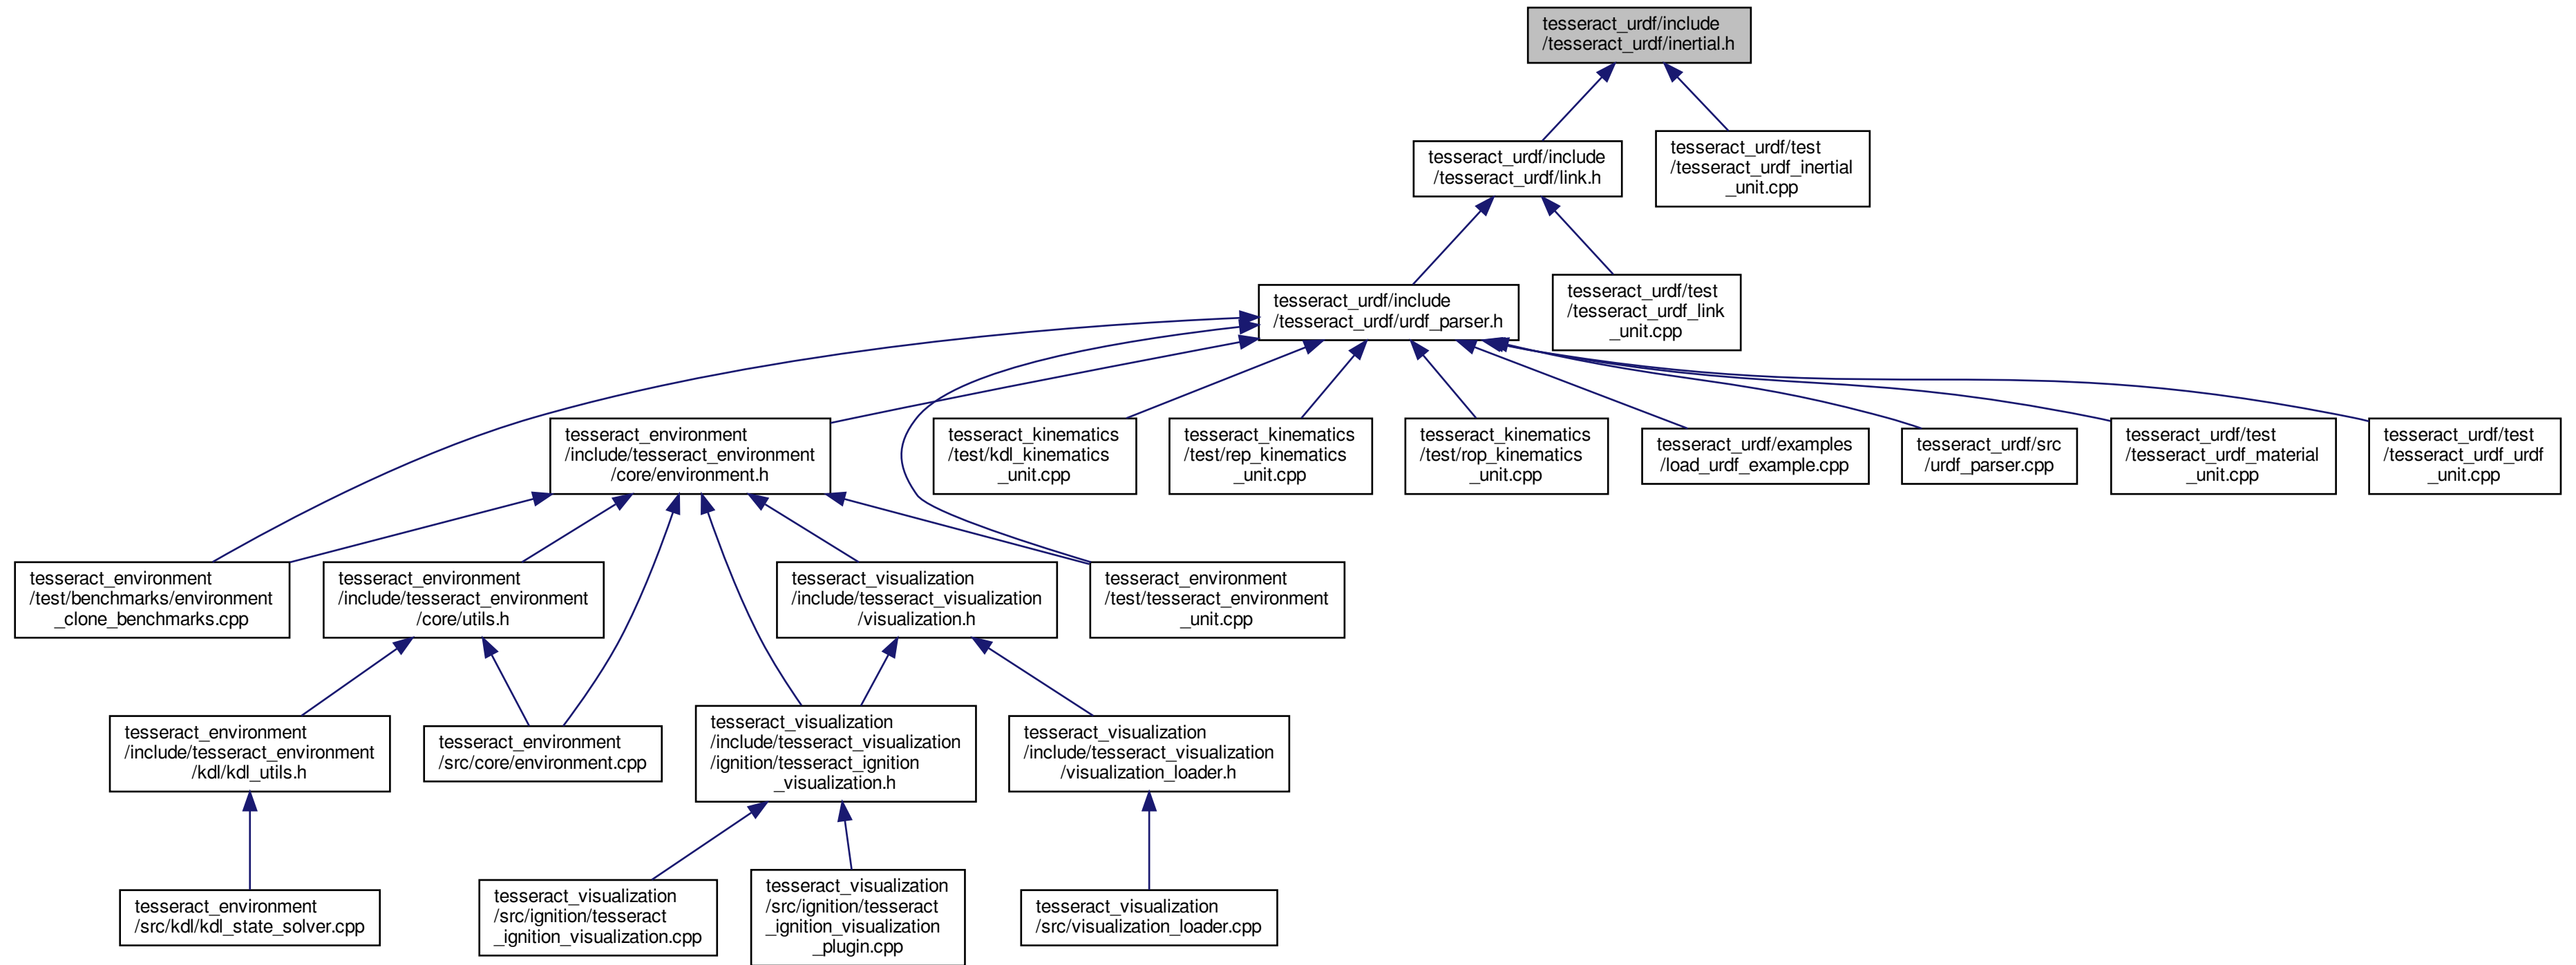 tesseract_urdf/include
/tesseract_urdf/inertial.h
tesseract_urdf/include
/tesseract_urdf/link.h
tesseract_urdf/test
/tesseract_urdf_inertial
_unit.cpp
tesseract_urdf/include
/tesseract_urdf/urdf_parser.h
tesseract_urdf/test
/tesseract_urdf_link
_unit.cpp
tesseract_environment
/include/tesseract_environment
/core/environment.h
tesseract_kinematics
/test/kdl_kinematics
_unit.cpp
tesseract_kinematics
/test/rep_kinematics
_unit.cpp
tesseract_kinematics
/test/rop_kinematics
_unit.cpp
tesseract_urdf/examples
/load_urdf_example.cpp
tesseract_urdf/src
/urdf_parser.cpp
tesseract_urdf/test
/tesseract_urdf_material
_unit.cpp
tesseract_urdf/test
/tesseract_urdf_urdf
_unit.cpp
tesseract_environment
/test/benchmarks/environment
_clone_benchmarks.cpp
tesseract_environment
/include/tesseract_environment
/core/utils.h
tesseract_visualization
/include/tesseract_visualization
/visualization.h
tesseract_environment
/test/tesseract_environment
_unit.cpp
tesseract_environment
/include/tesseract_environment
/kdl/kdl_utils.h
tesseract_environment
/src/core/environment.cpp
tesseract_visualization
/include/tesseract_visualization
/ignition/tesseract_ignition
_visualization.h
tesseract_visualization
/include/tesseract_visualization
/visualization_loader.h
tesseract_environment
/src/kdl/kdl_state_solver.cpp
tesseract_visualization
/src/ignition/tesseract
_ignition_visualization.cpp
tesseract_visualization
/src/ignition/tesseract
_ignition_visualization
_plugin.cpp
tesseract_visualization
/src/visualization_loader.cpp